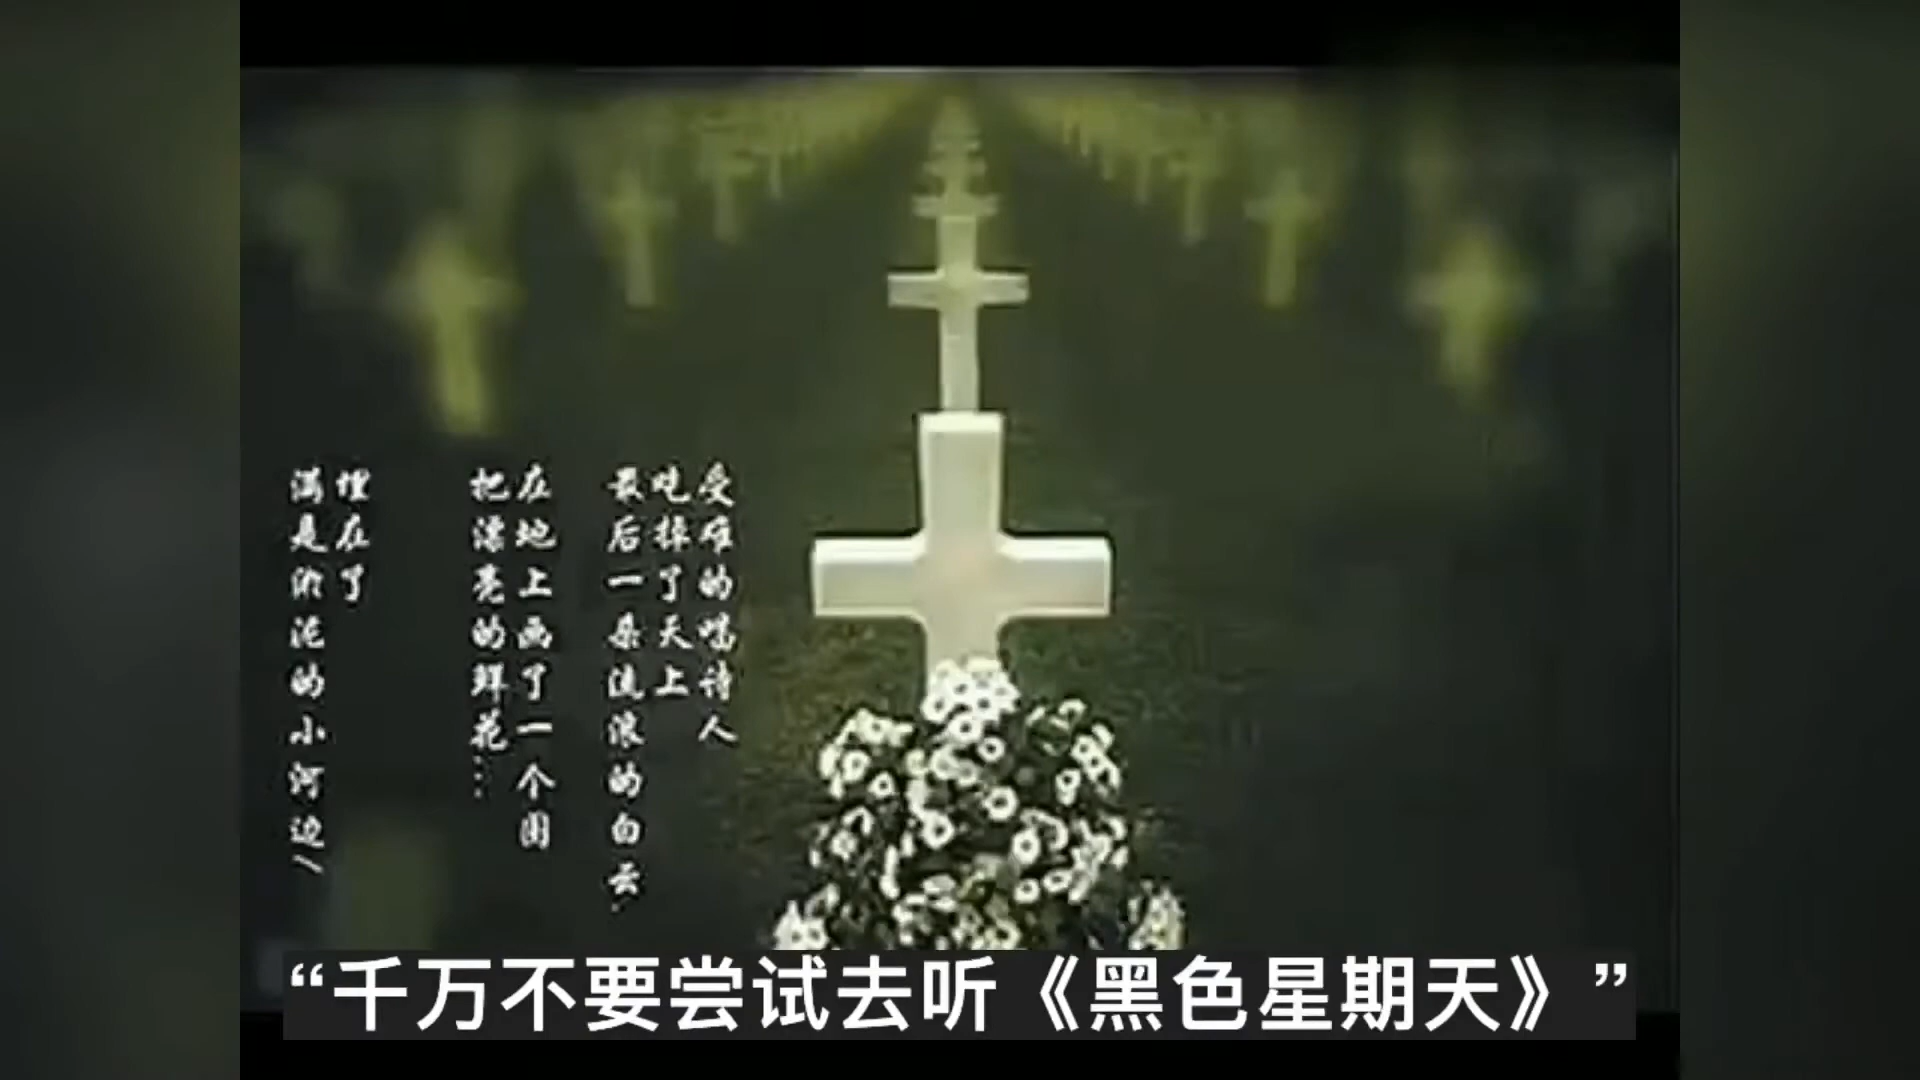 受难的嗤诗人
吃掉了天上
最后一朵流浪的白云.
在地上画了一个圈
把漂亮的鲜花...
埋在了
满是淤泥的小河边/
“千万不要尝试去听《黑色星期天》”